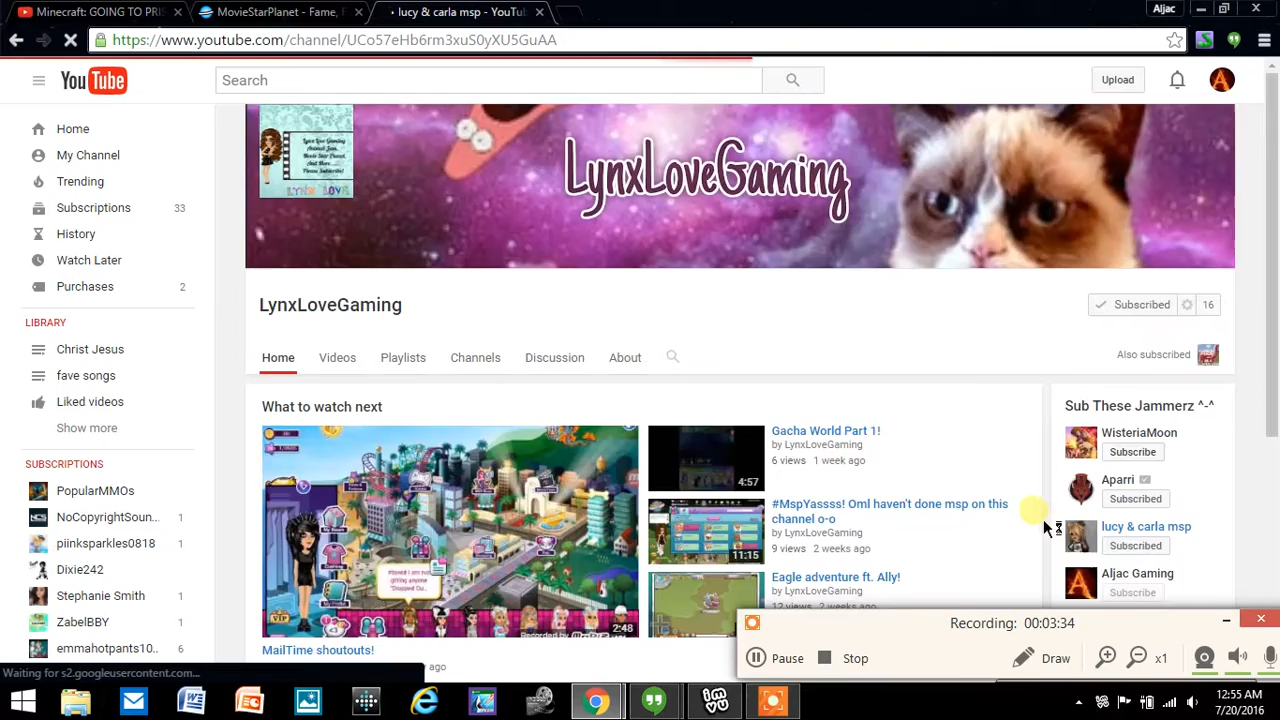 Minecraft: GOING TO PRIS
MovieStarPlanet - Fame, F
lucy & carla msp - YouTu
Aljac
https://www.youtube.com/channel/UCo57eHb6rm3xuS0yXU5GuAA
YouTube
Search
Upload
A
Home
My Channel
Trending
Subscriptions 33
History
Watch Later
Purchases 2
LIBRARY
Christ Jesus
fave songs
Liked videos
Show more
SUBSCRIPTIONS
PopularMMOs
NoCopyrightSoun... 1
piinksparkles0818 1
Dixie242
Stephanie Smith 1
ZabelBBY 1
emmahotpants10.. 6
LynxLoveGaming
LYNX LOVE
LynxLoveGaming
Subscribed 16
Home Videos Playlists Channels Discussion About
Also subscribed
What to watch next
VIP
2:48
MailTime shoutouts!
4:57
Gacha World Part 1!
by LynxLoveGaming
6 views 1 week ago
11:15
#MspYassss! Oml haven't done msp on this
channel o-o
by LynxLoveGaming
9 views 2 weeks ago
Eagle adventure ft. Ally!
by LynxLoveGaming
12 views 2 weeks ago
Sub These Jammerz ^-^
WisteriaMoon
Subscribe
Aparri
Subscribed
lucy & carla msp
Subscribed
Aljac Gaming
Subscribe
Recording: 00:03:34
Pause Stop Draw x1
Waiting for s2.googleusercontent.com...
12:55 AM
7/20/2016